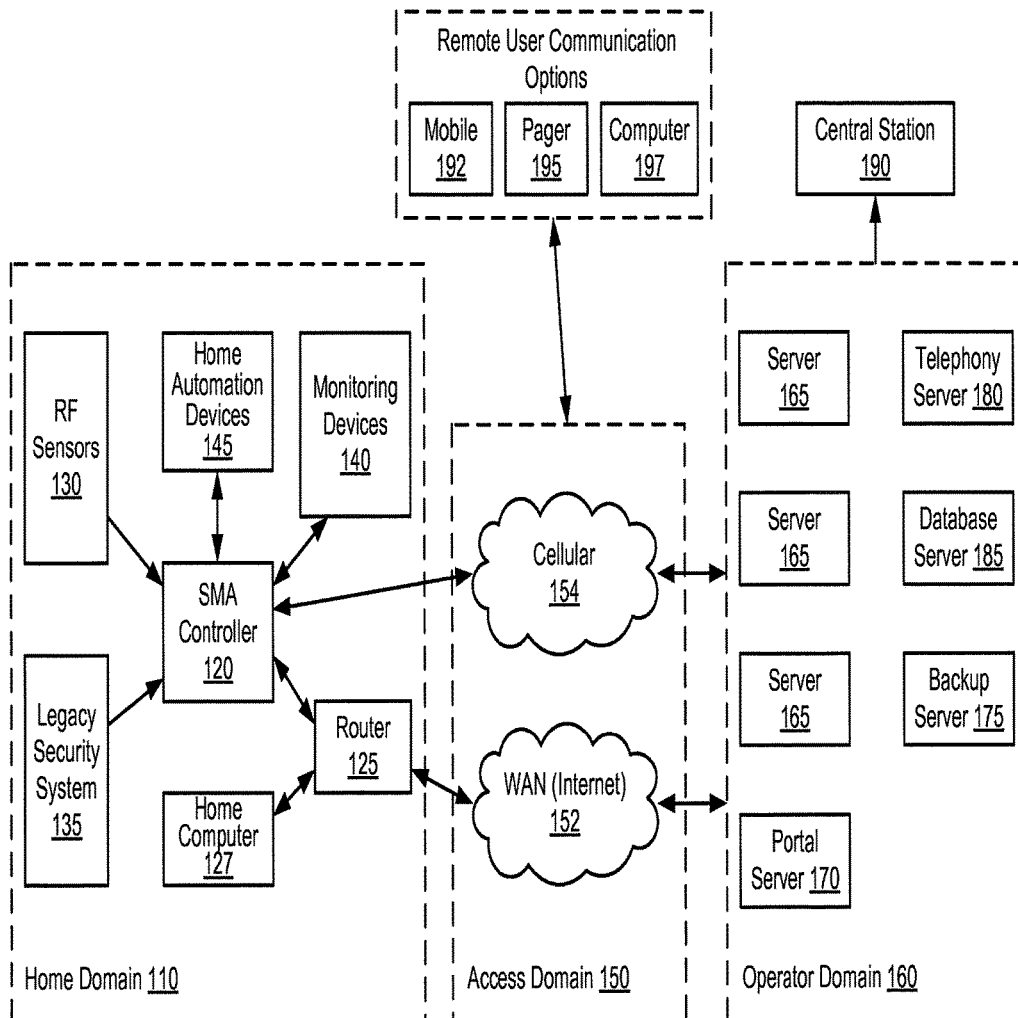 Remote User Communication
Options
Mobile
192
Pager
195
Computer
197
Central Station
190
RF
Sensors
130
Home
Automation
Devices
145
Monitoring
Devices
140
SMA
Controller
120
Legacy
Security
System
135
Router
125
Home
Computer
127
Home Domain 110
Cellular
154
WAN (Internet)
152
Access Domain 150
Server
165
Telephony
Server 180
Server
165
Database
Server 185
Server
165
Backup
Server 175
Portal
Server 170
Operator Domain 160